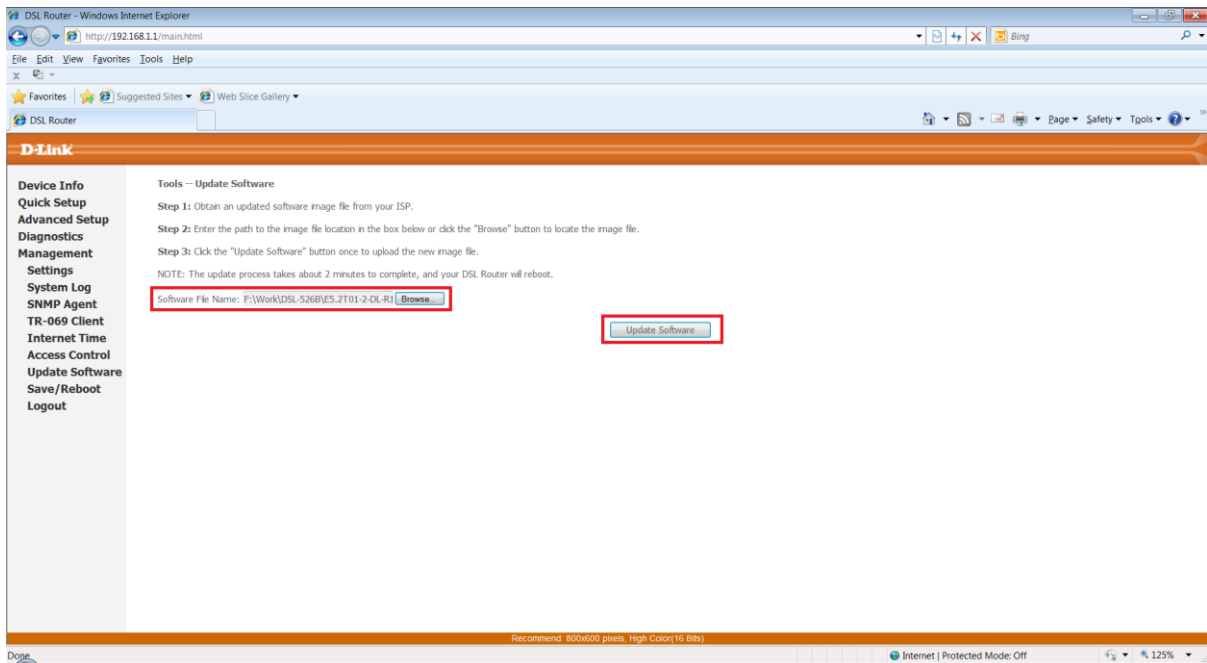 DSL Router - Windows Internet Explorer
http://192.168.1.1/main.html
Bing
File Edit View Favorites Tools Help
x
Favorites Suggested Sites Web Slice Gallery
DSL Router
Page Safety Tools
D-Link
Device Info
Quick Setup
Advanced Setup
Diagnostics
Management
Settings
System Log
SNMP Agent
TR-069 Client
Internet Time
Access Control
Update Software
Save/Reboot
Logout
Tools -- Update Software
Step 1: Obtain an updated software image file from your ISP.
Step 2: Enter the path to the image file location in the box below or click the "Browse" button to locate the image file.
Step 3: Click the "Update Software" button once to upload the new image file.
NOTE: The update process takes about 2 minutes to complete, and your DSL Router will reboot.
Software File Name: F:\Work\DSL-526B\E5.2T01-2-DL-R1 Browse...
Update Software
Recommend: 800x600 pixels, High Color(16 Bits)
Done
Internet | Protected Mode: Off
125%